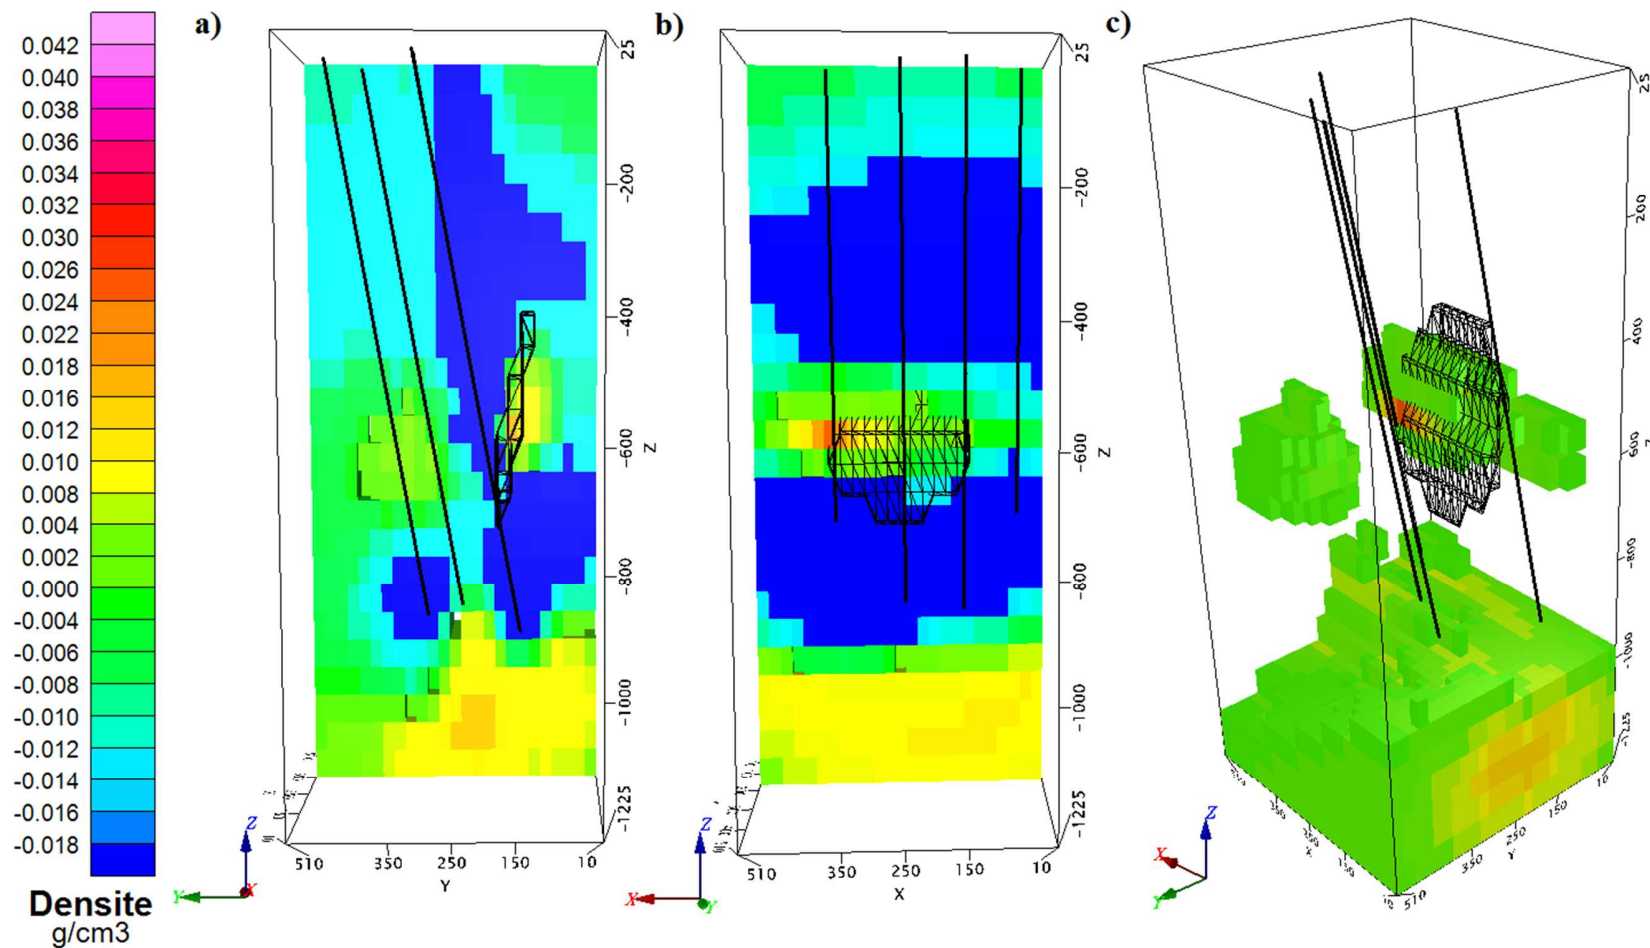 a)
b)
c)
0.042
0.040
0.038
0.036
0.034
0.032
0.030
0.026
0.024
0.022
0.018
0.016
0.012
0.010
0.008
0.004
0.002
0.000
-0.004
-0.006
-0.008
-0.010
-0.012
-0.014
-0.016
-0.018
Densite
g/cm3
25
-200
-400
-600
Z
-800
-1000
-1225
510 350 250 150 10
Y
Z
Y
X
25
-200
-400
-600
Z
-800
-1000
-1225
510 350 250 150 10
X
Z
X
Y
25
-200
-400
-600
-800
-1000
-1225
10
150
250
350
510
Y
X
Z
X
Y